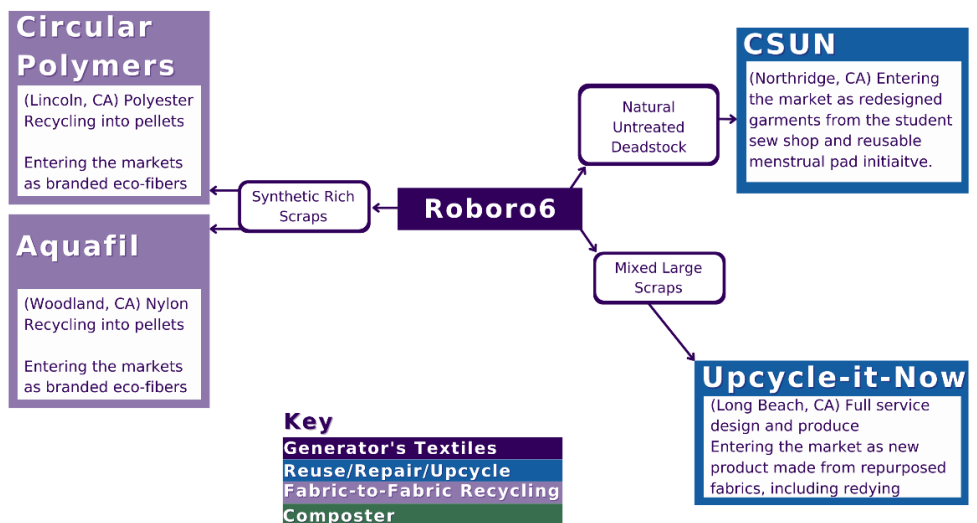 Circular
Polymers
(Lincoln, CA) Polyester
Recycling into pellets
Entering the markets
as branded eco-fibers
Aquafil
(Woodland, CA) Nylon
Recycling into pellets
Entering the markets
as branded eco-fibers
Synthetic Rich
Scraps
Roboro6
Natural
Untreated
Deadstock
Mixed Large
Scraps
CSUN
(Northridge, CA) Entering
the market as redesigned
garments from the student
sew shop and reusable
menstrual pad initiaitve.
Upcycle-it-Now
(Long Beach, CA) Full service
design and produce
Entering the market as new
product made from repurposed
fabrics, including redying
Key
Generator's Textiles
Reuse/Repair/Upcycle
Fabric-to-Fabric Recycling
Composter